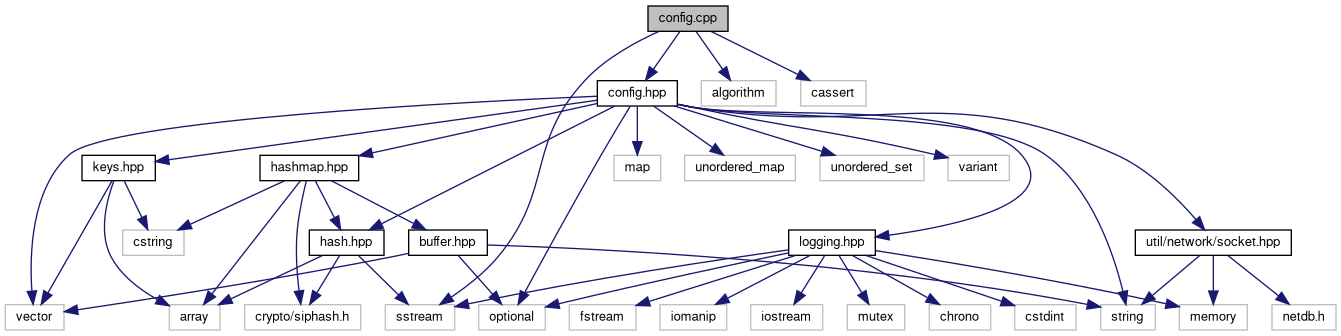 config.cpp
config.hpp
algorithm
cassert
keys.hpp
hashmap.hpp
map
unordered_map
unordered_set
variant
cstring
hash.hpp
buffer.hpp
logging.hpp
util/network/socket.hpp
vector
array
crypto/siphash.h
sstream
optional
fstream
iomanip
iostream
mutex
chrono
cstdint
string
memory
netdb.h